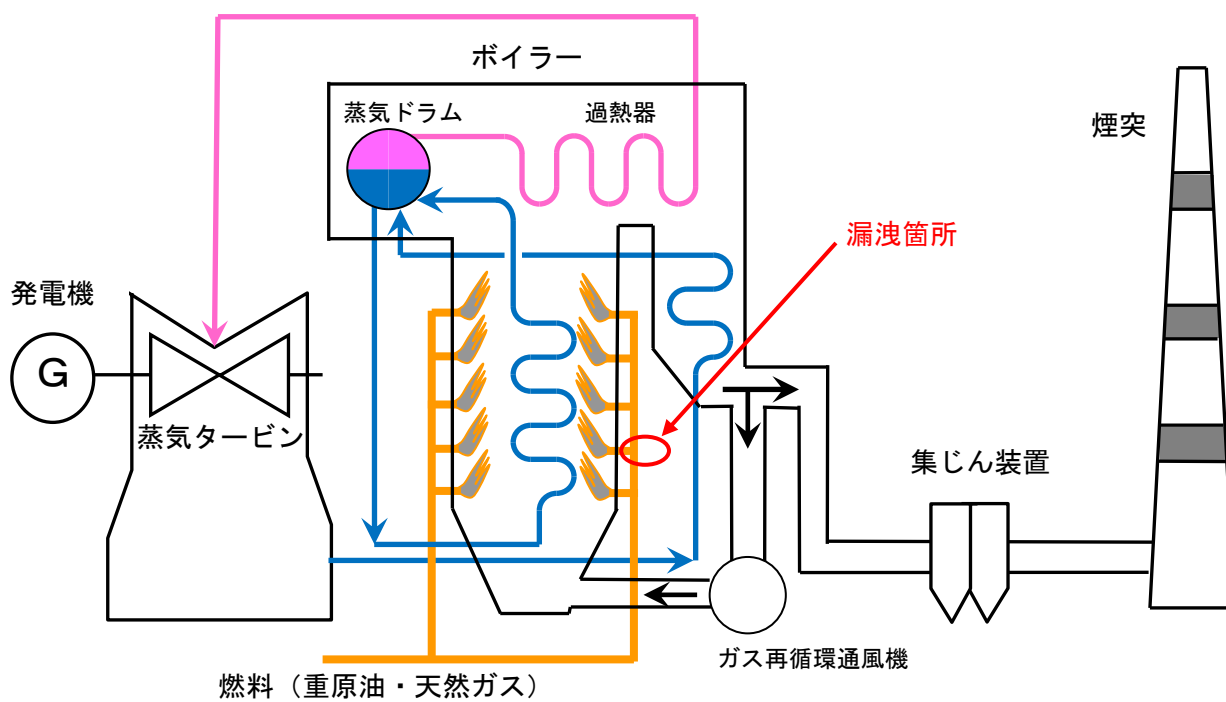 ボイラー
蒸気ドラム
過熱器
煙突
漏洩箇所
発電機
G
蒸気タービン
集じん装置
ガス再循環通風機
燃料（重原油・天然ガス）